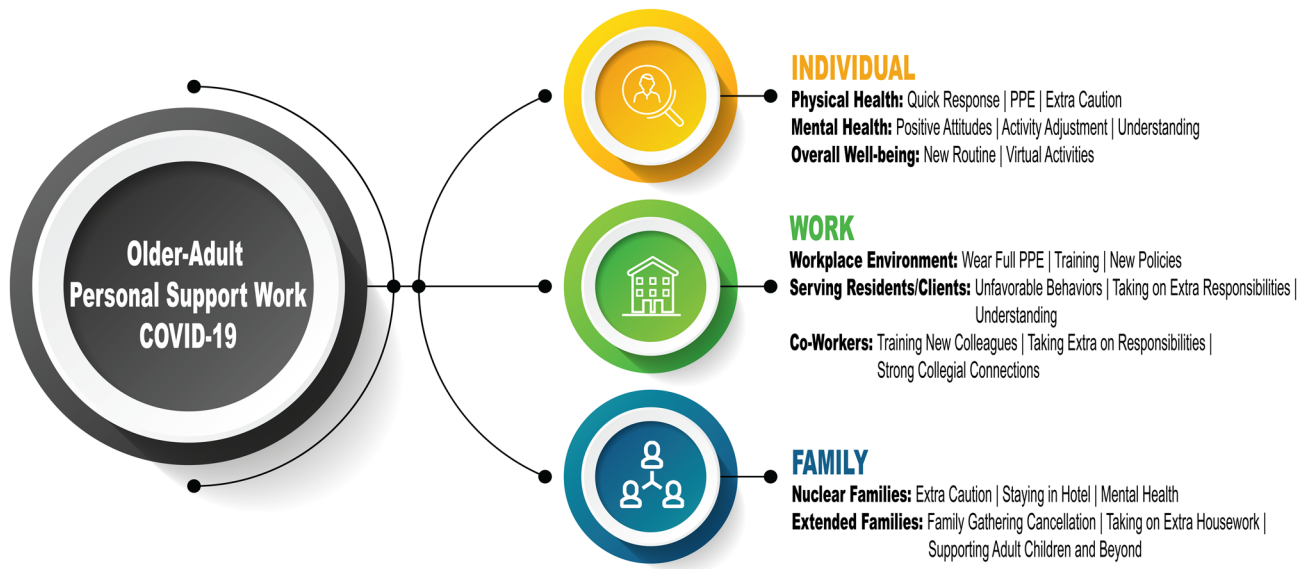 Older-Adult
Personal Support Work
COVID-19
INDIVIDUAL
Physical Health: Quick Response | PPE | Extra Caution
Mental Health: Positive Attitudes | Activity Adjustment | Understanding
Overall Well-being: New Routine | Virtual Activities
WORK
Workplace Environment: Wear Full PPE | Training | New Policies
Serving Residents/Clients: Unfavorable Behaviors | Taking on Extra Responsibilities |
Understanding
Co-Workers: Training New Colleagues | Taking Extra on Responsibilities |
Strong Collegial Connections
FAMILY
Nuclear Families: Extra Caution | Staying in Hotel | Mental Health
Extended Families: Family Gathering Cancellation | Taking on Extra Housework |
Supporting Adult Children and Beyond